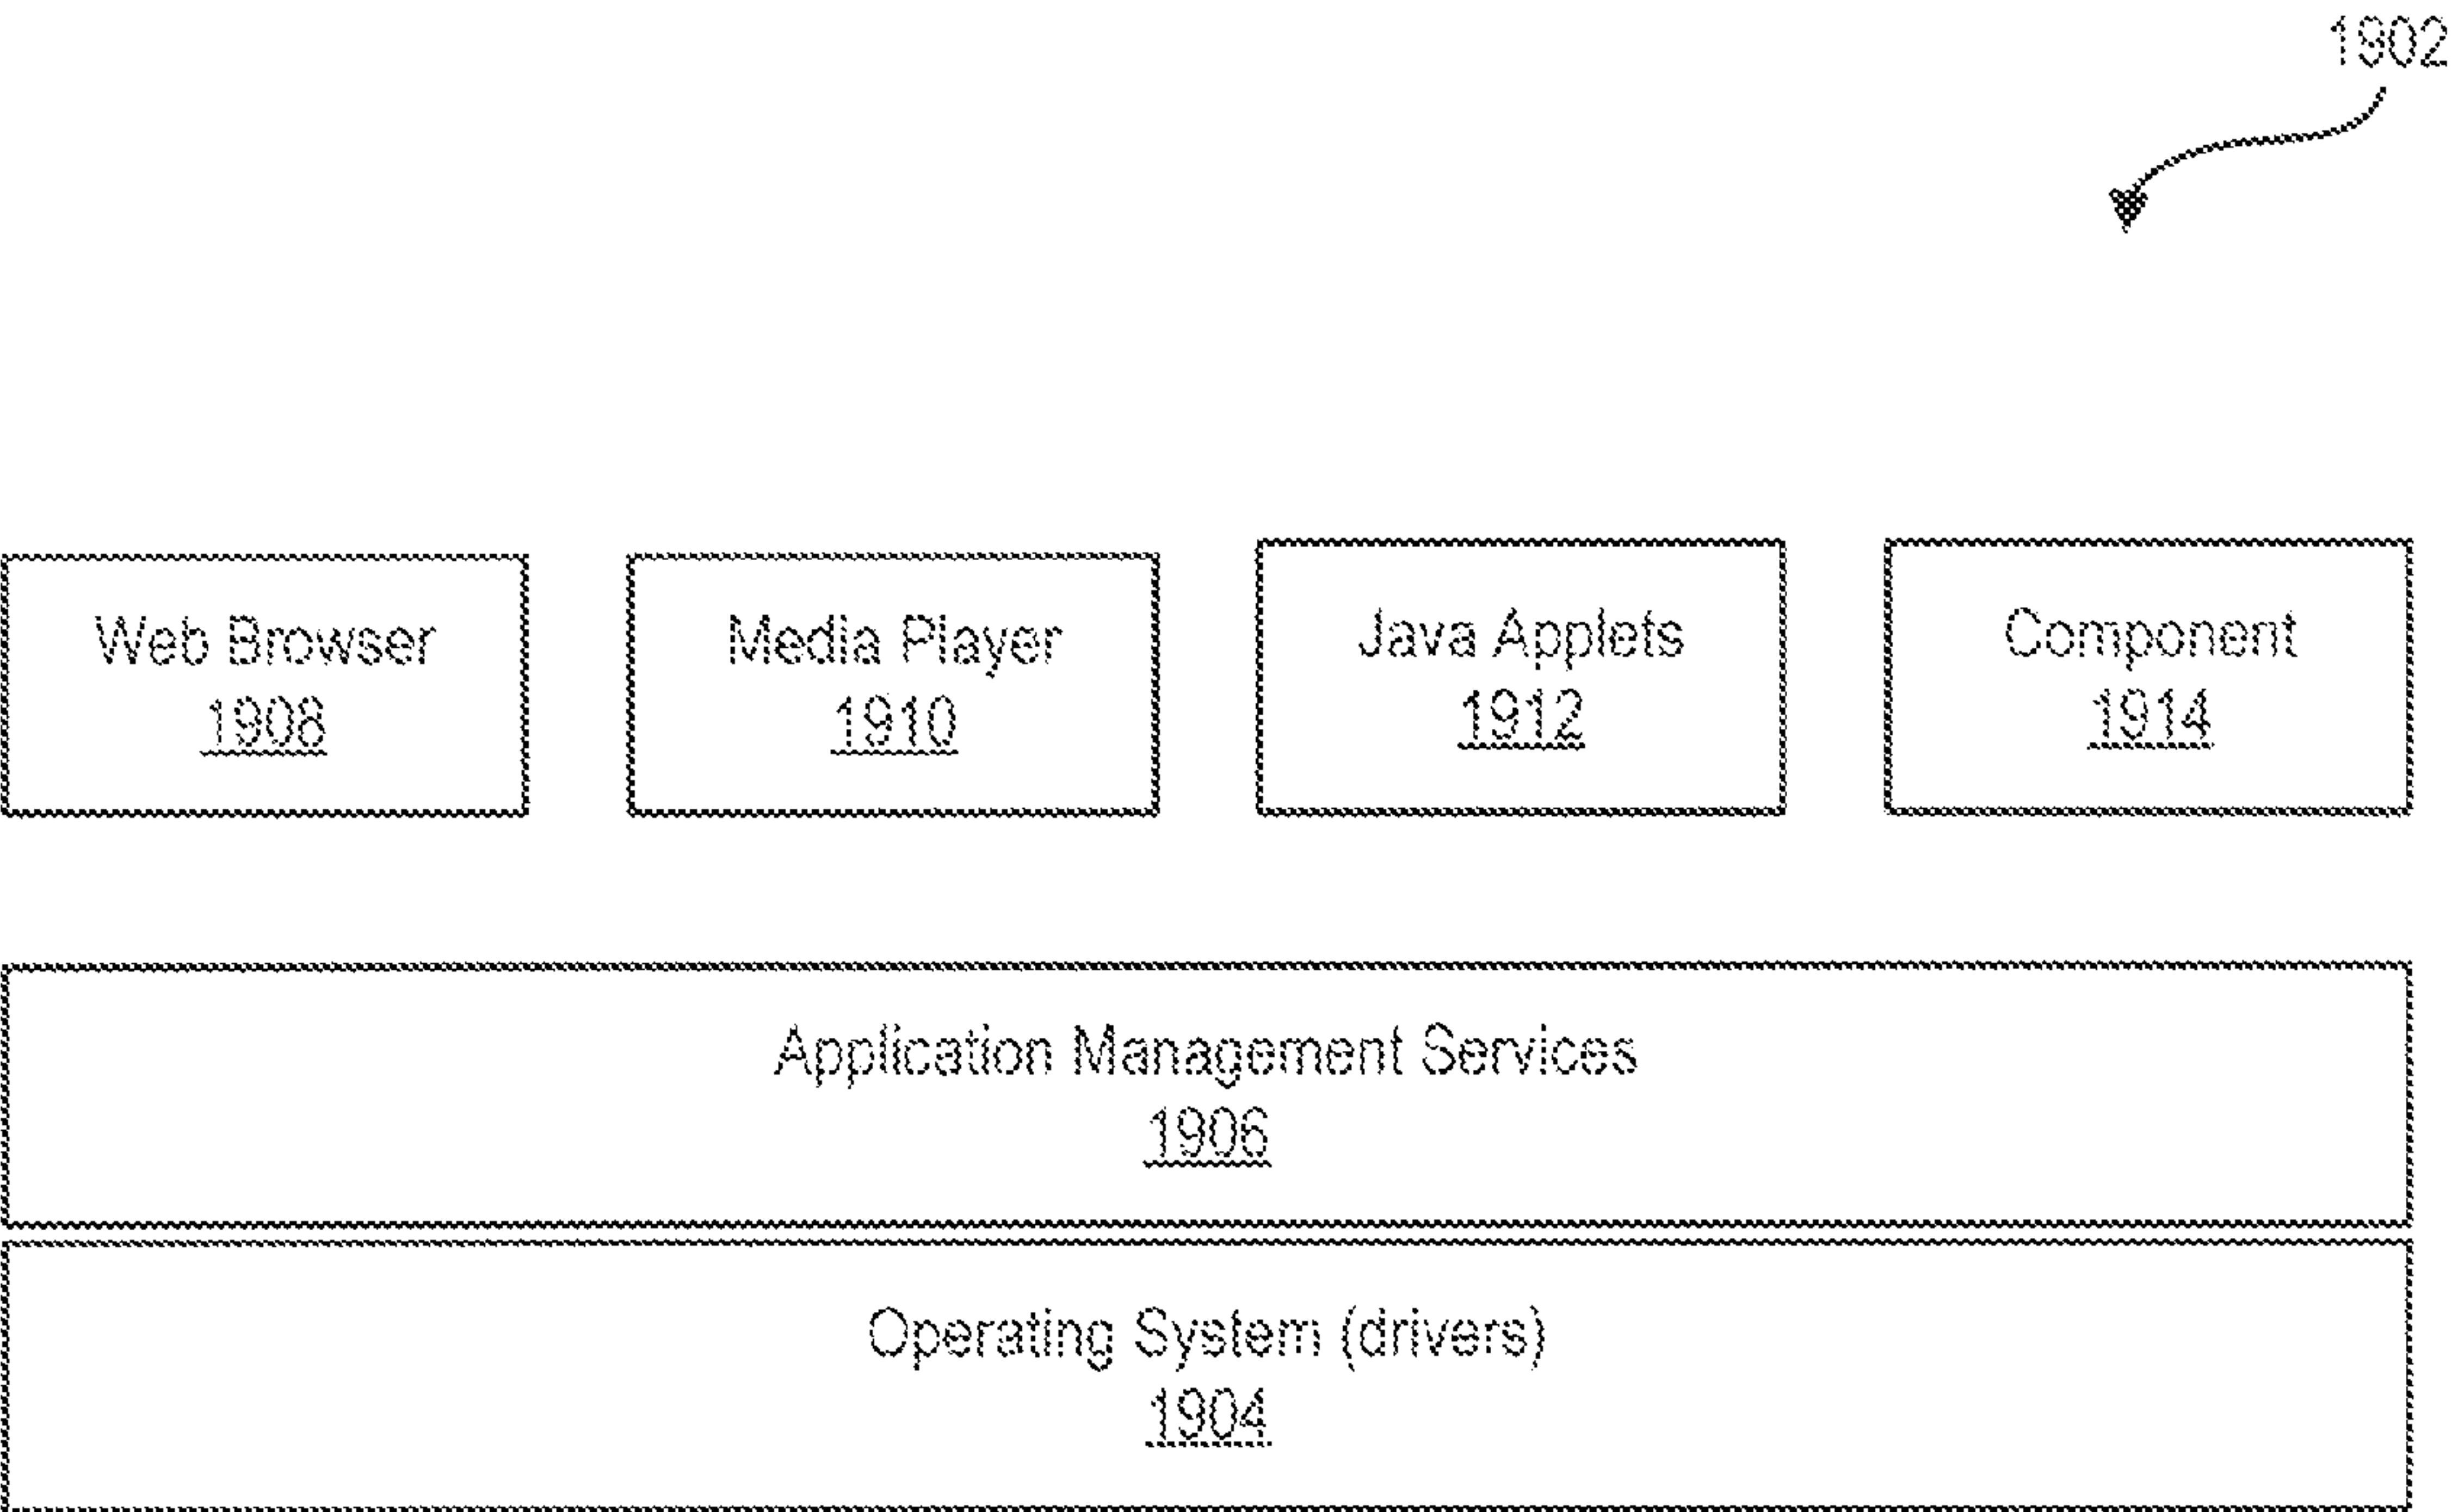 1902
Web Browser
1908
Media Player
1910
Java Applets
1912
Component
1914
Application Management Services
1906
Operating System (drivers)
1904